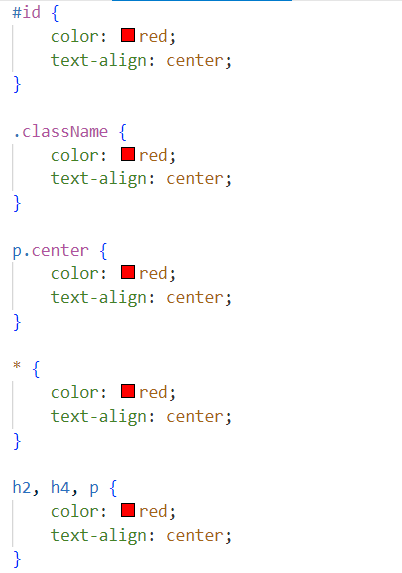 #id {
color: red;
text-align: center;
}
.className {
color: red;
text-align: center;
}
p.center {
color: red;
text-align: center;
}
* {
color: red;
text-align: center;
}
h2, h4, p {
color: red;
text-align: center;
}